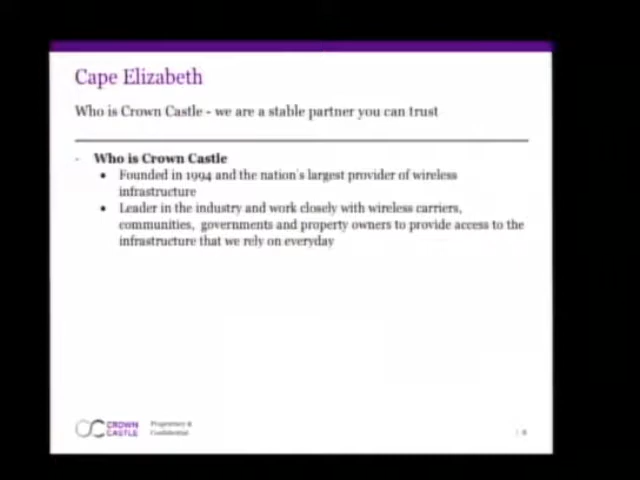 Cape Elizabeth
Who is Crown Castle - we are a stable partner you can trust
- Who is Crown Castle
• Founded in 1994 and the nation's largest provider of wireless
infrastructure
• Leader in the industry and work closely with wireless carriers,
communities, governments and property owners to provide access to the
infrastructure that we rely on everyday
CROWN
CASTLE
Proprietary &
Confidential